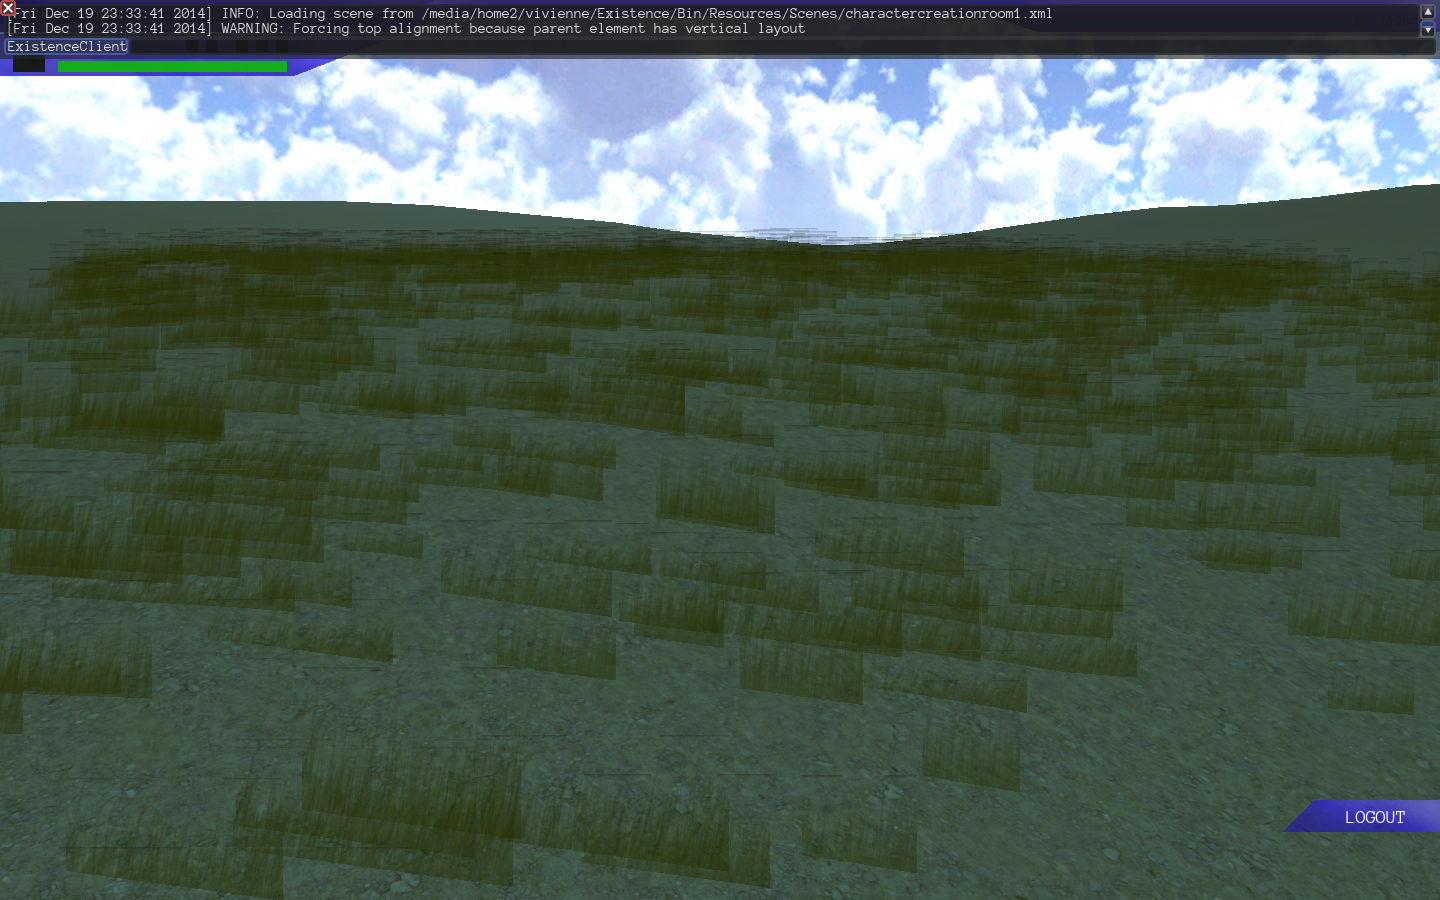 [Fri Dec 19 23:33:41 2014] INFO: Loading scene from /media/home2/vivienne/Existence/Bin/Resources/Scenes/charactercreationroom1.xml
[Fri Dec 19 23:33:41 2014] WARNING: Forcing top alignment because parent element has vertical layout
ExistenceClient
LOGOUT